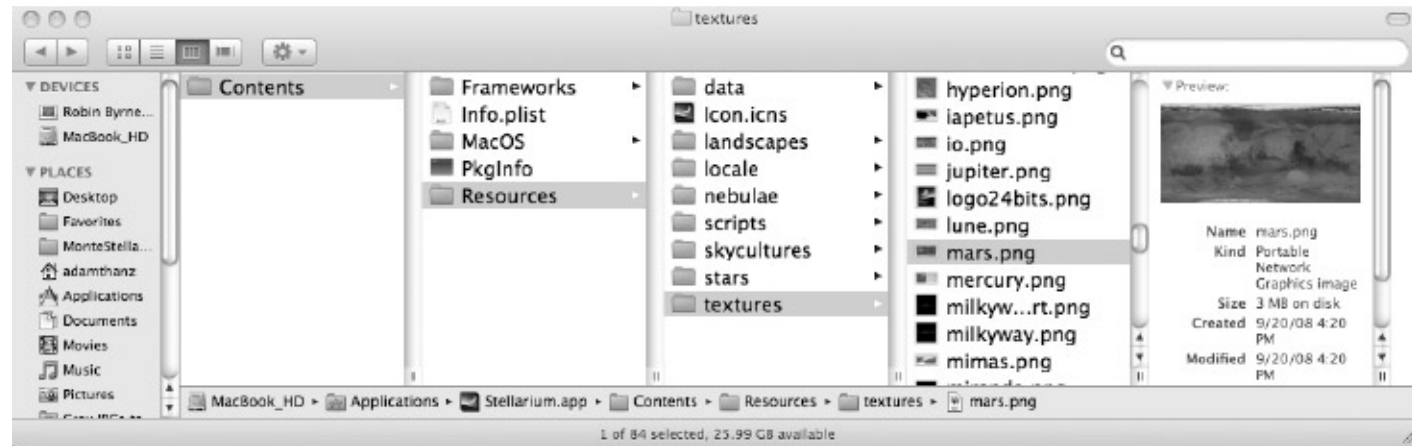 textures
▼ DEVICES
Robin Byrne...
MacBook_HD
▼ PLACES
Desktop
Favorites
MonteStella...
adamthanz
Applications
Documents
Movies
Music
Pictures
Contents
Frameworks
Info.plist
MacOS
PkgInfo
Resources
data
Icon.icns
landscapes
locale
nebulae
scripts
skycultures
stars
textures
hyperion.png
iapetus.png
io.png
jupiter.png
logo24bits.png
lune.png
mars.png
mercury.png
milkyw...rt.png
milkyway.png
mimas.png
▼ Preview:
Name mars.png
Kind Portable
Network
Graphics image
Size 3 MB on disk
Created 9/20/08 4:20
PM
Modified 9/20/08 4:20
PM
MacBook_HD ▸ Applications ▸ Stellarium.app ▸ Contents ▸ Resources ▸ textures ▸ mars.png
1 of 84 selected, 25.99 GB available